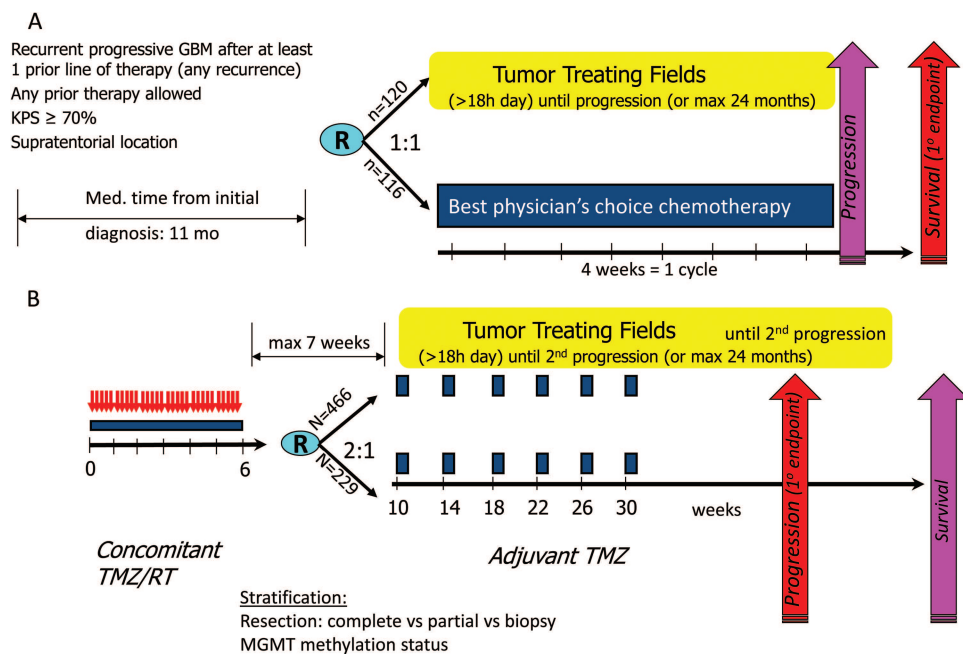 A
Recurrent progressive GBM after at least
1 prior line of therapy (any recurrence)
Any prior therapy allowed
KPS ≥ 70%
Supratentorial location
Med. time from initial
diagnosis: 11 mo
R
n=120
1:1
n=116
Tumor Treating Fields
(>18h day) until progression (or max 24 months)
Best physician’s choice chemotherapy
4 weeks = 1 cycle
Progression
Survival (1° endpoint)
B
max 7 weeks
Tumor Treating Fields until 2nd progression
(>18h day) until 2nd progression (or max 24 months)
0 6
R
N=466
2:1
N=229
10 14 18 22 26 30 weeks
Concomitant
TMZ/RT
Adjuvant TMZ
Progression (1° endpoint)
Survival
Stratification:
Resection: complete vs partial vs biopsy
MGMT methylation status